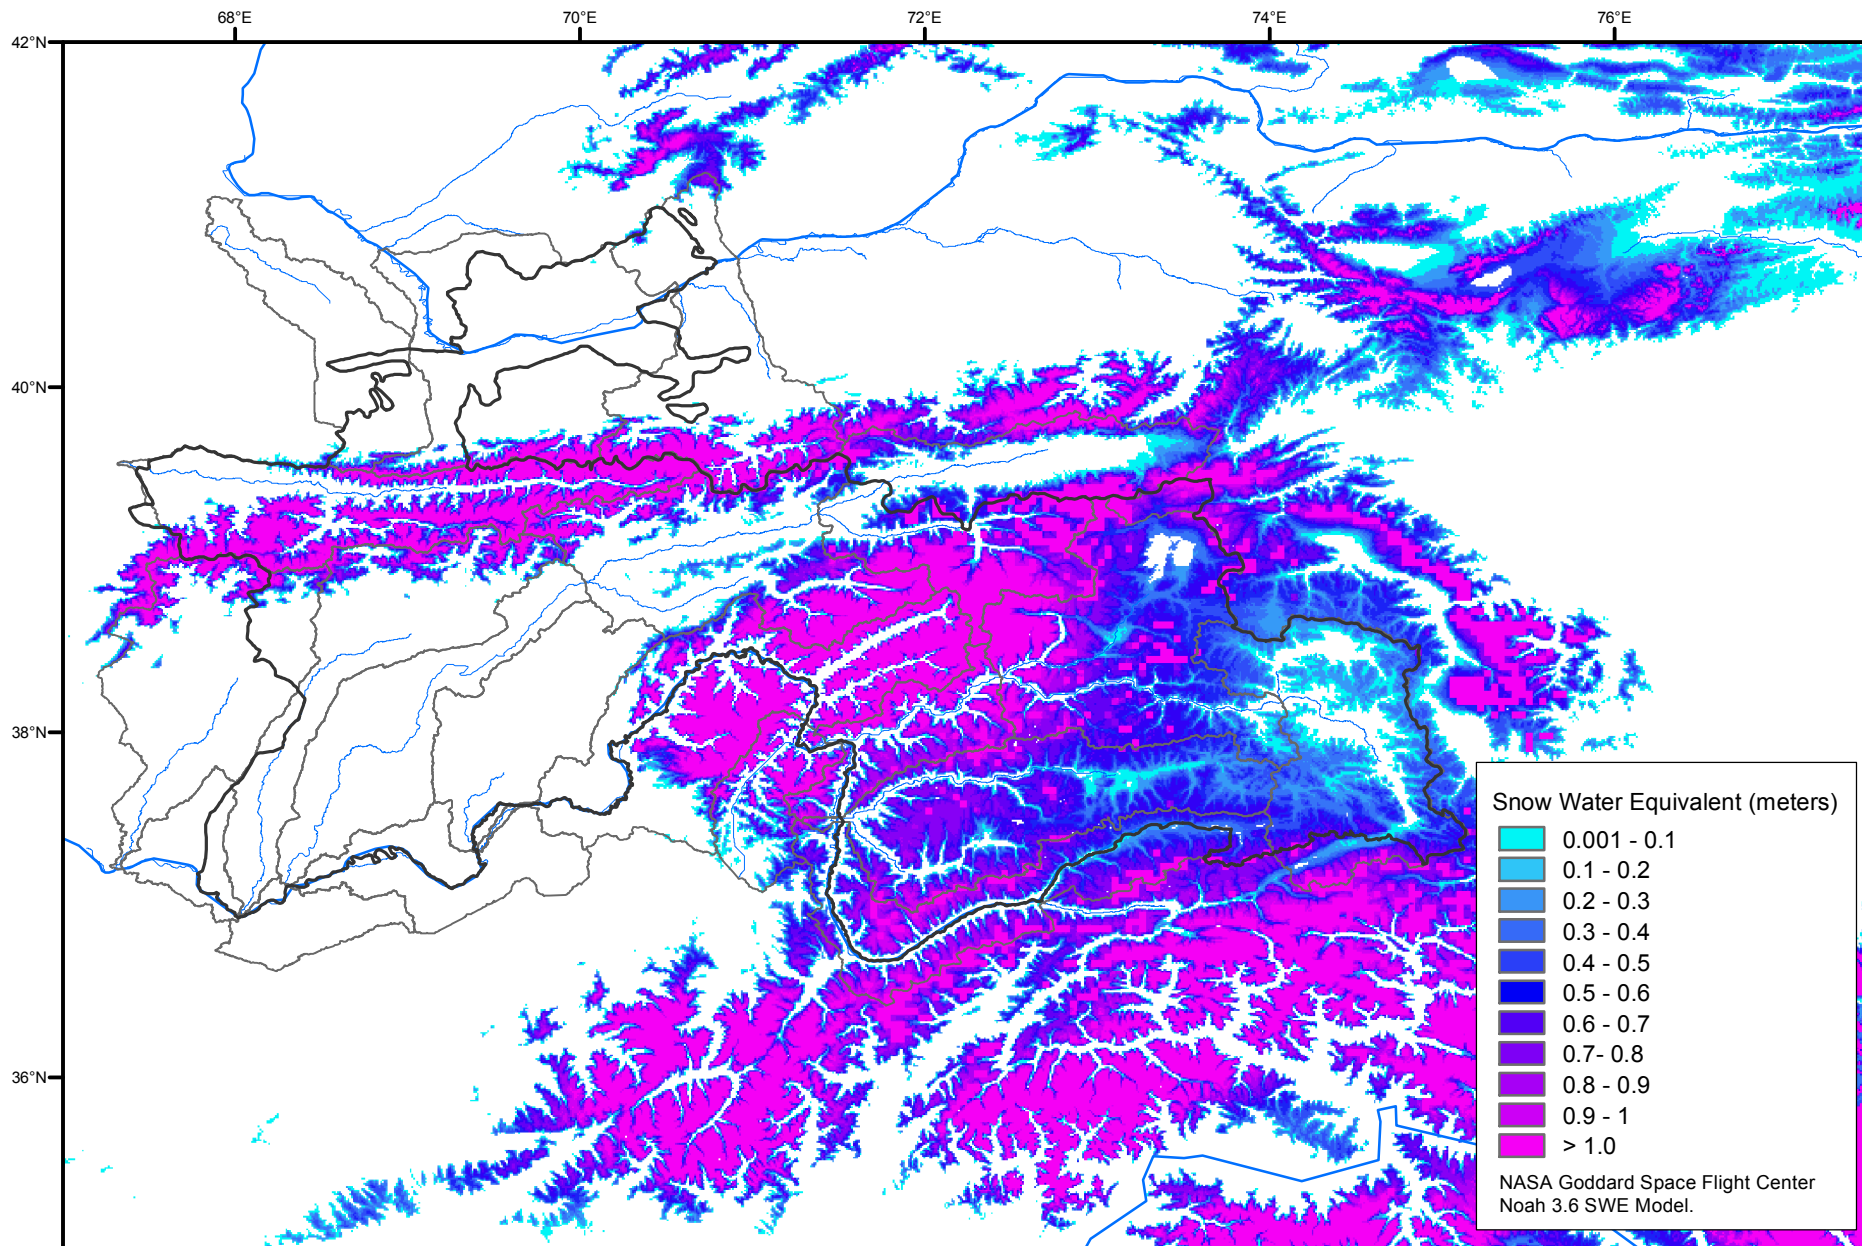 68°E 70°E 72°E 74°E 76°E
42°N
40°N
38°N
36°N
Snow Water Equivalent (meters)
0.001 - 0.1
0.1 - 0.2
0.2 - 0.3
0.3 - 0.4
0.4 - 0.5
0.5 - 0.6
0.6 - 0.7
0.7- 0.8
0.8 - 0.9
0.9 - 1
> 1.0
NASA Goddard Space Flight Center
Noah 3.6 SWE Model.